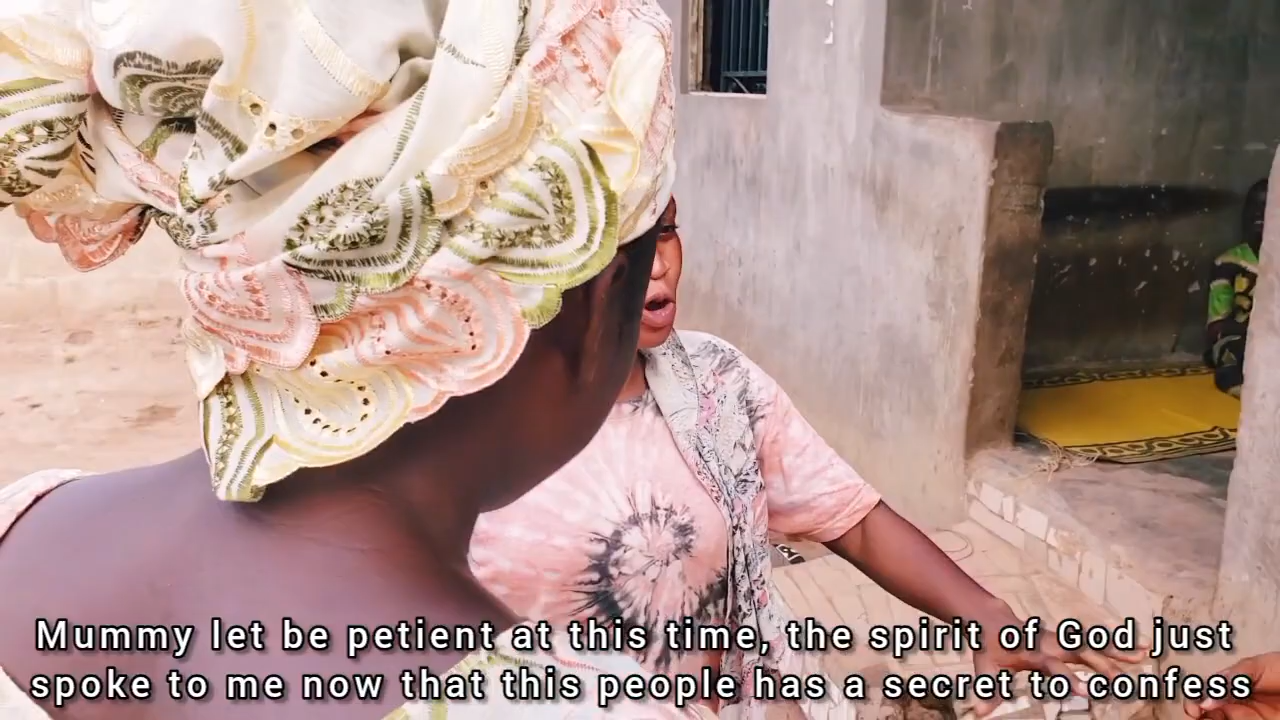 Mummy let be petient at this time, the spirit of God just
spoke to me now that this people has a secret to confess